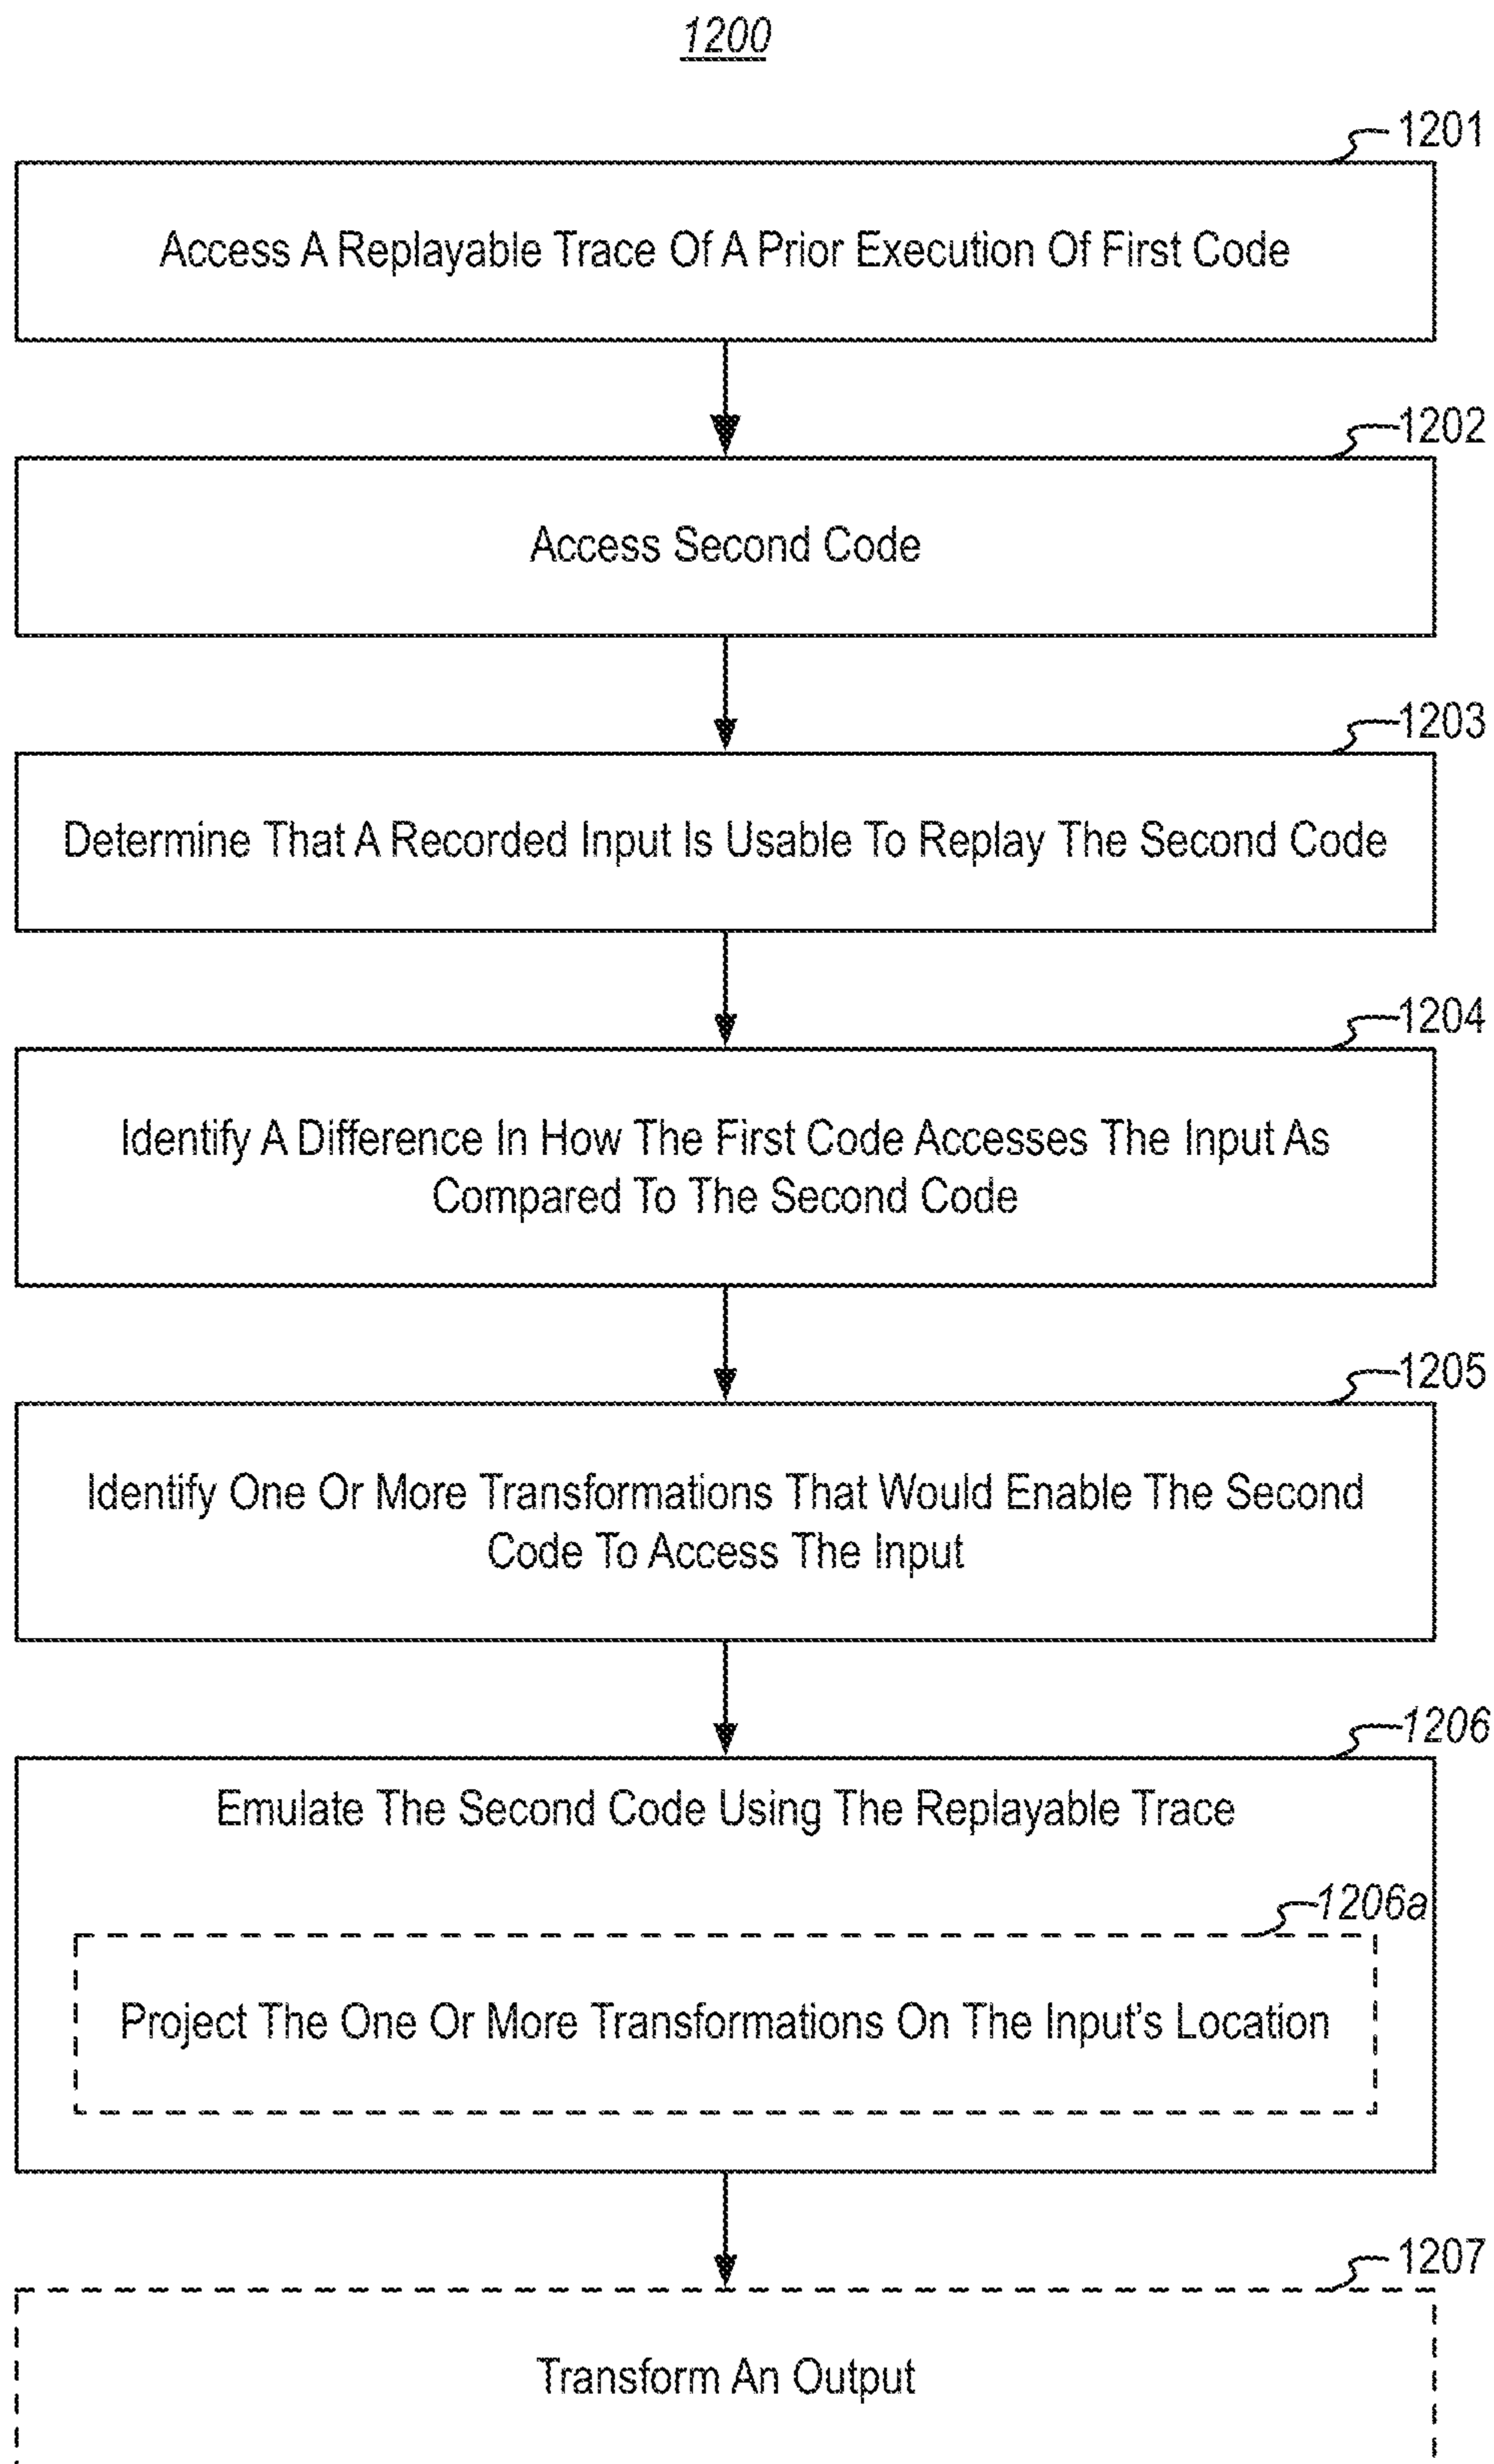 1200
1201
Access A Replayable Trace Of A Prior Execution Of First Code
1202
Access Second Code
1203
Determine That A Recorded Input Is Usable To Replay The Second Code
1204
Identify A Difference In How The First Code Accesses The Input As
Compared To The Second Code
1205
Identify One Or More Transformations That Would Enable The Second
Code To Access The Input
1206
Emulate The Second Code Using The Replayable Trace
1206a
Project The One Or More Transformations On The Input's Location
1207
Transform An Output